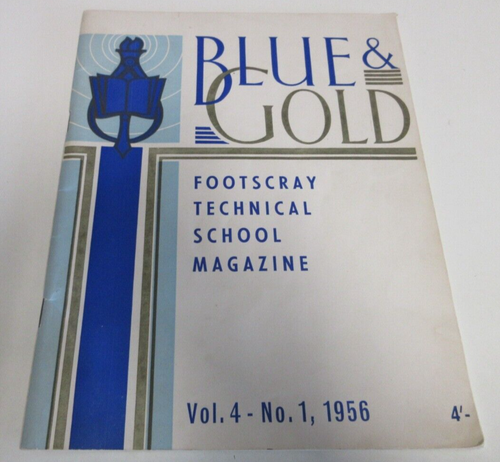 BLUE &
GOLD
FOOTSCRAY
TECHNICAL
SCHOOL
MAGAZINE
Vol. 4 - No. 1, 1956 4'-